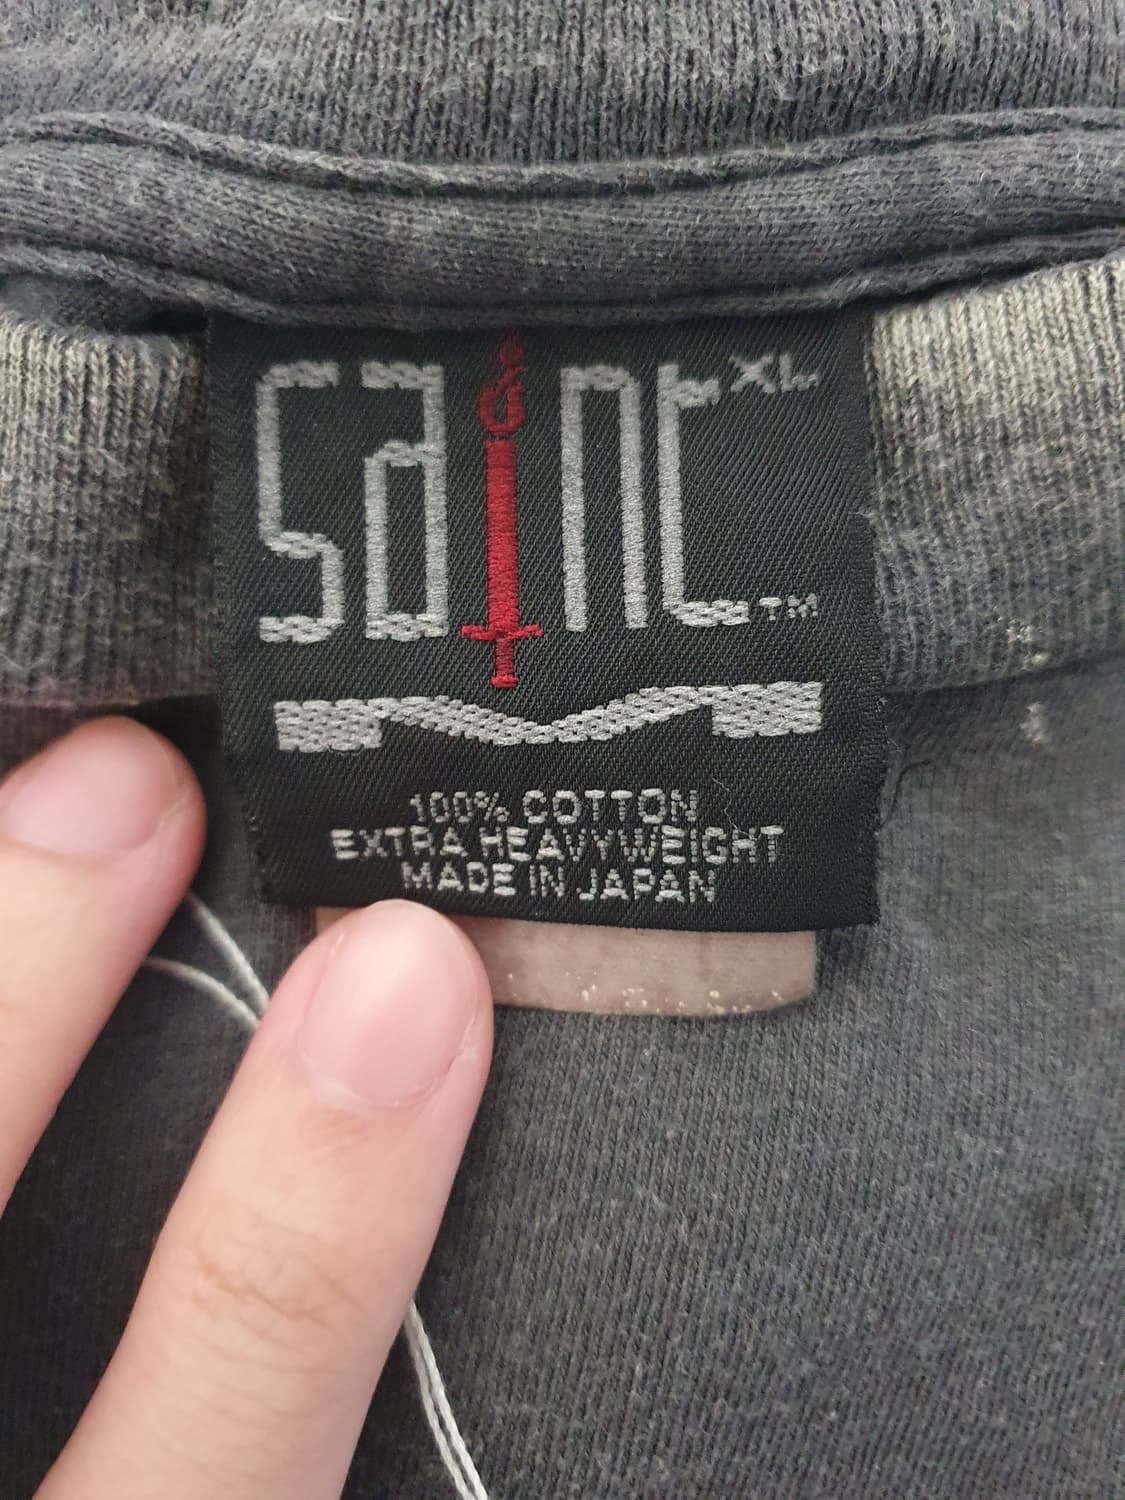 saint XL
TM
100% COTTON
EXTRA HEAVYWEIGHT
MADE IN JAPAN